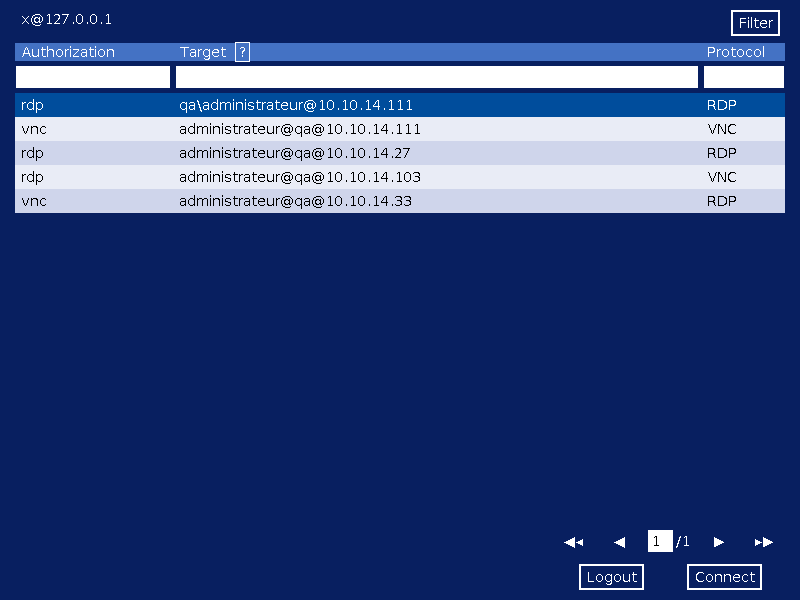 x@127.0.0.1
Filter
Authorization Target ? Protocol
rdp qa\administrateur@10.10.14.111 RDP
vnc administrateur@qa@10.10.14.111 VNC
rdp administrateur@qa@10.10.14.27 RDP
rdp administrateur@qa@10.10.14.103 VNC
vnc administrateur@qa@10.10.14.33 RDP
1 /1
Logout Connect